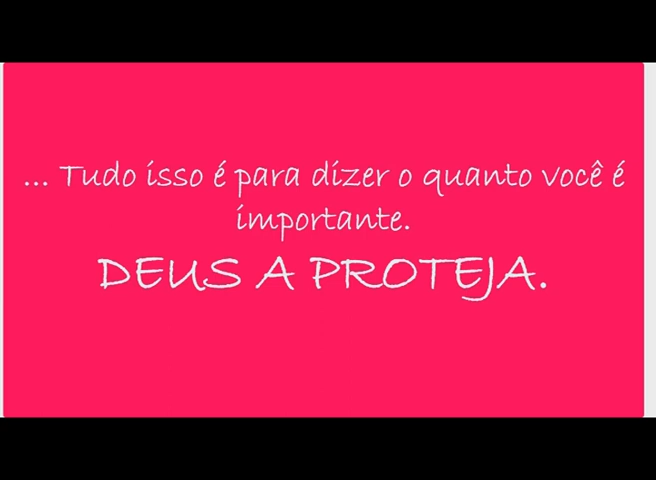 ... Tudo isso é para dizer o quanto você é
importante.
DEUS A PROTEJA.